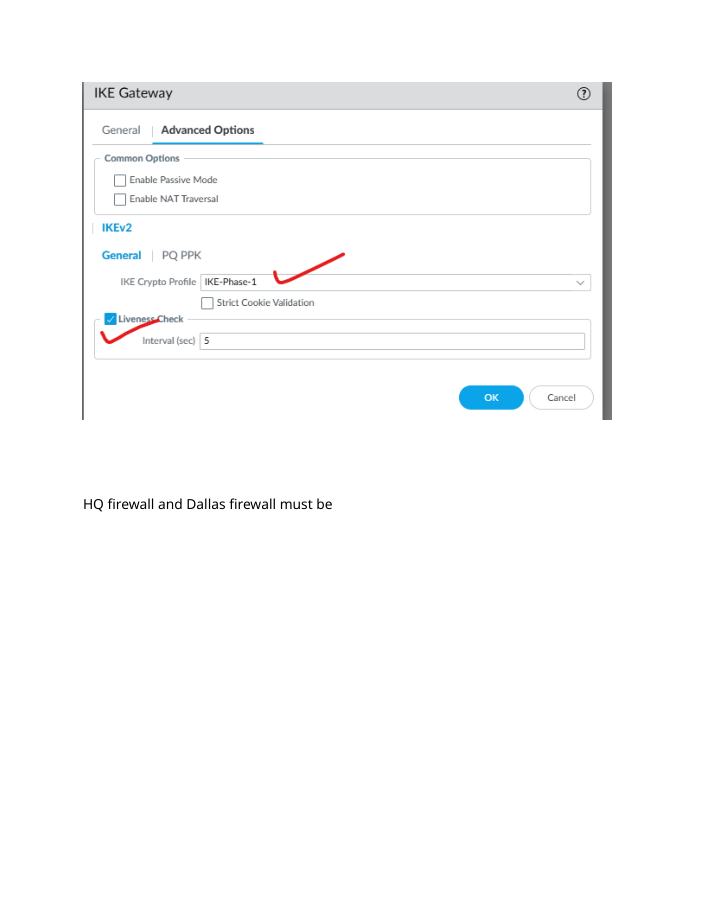 IKE Gateway
General
Advanced Options
Common Options
Enable Passive Mode
Enable NAT Traversal
IKEv2
General
PQ PPK
IKE Crypto Profile IKE-Phase-1
Strict Cookie Validation
Liveness Check
Interval (sec) 5
OK
Cancel
HQ firewall and Dallas firewall must be